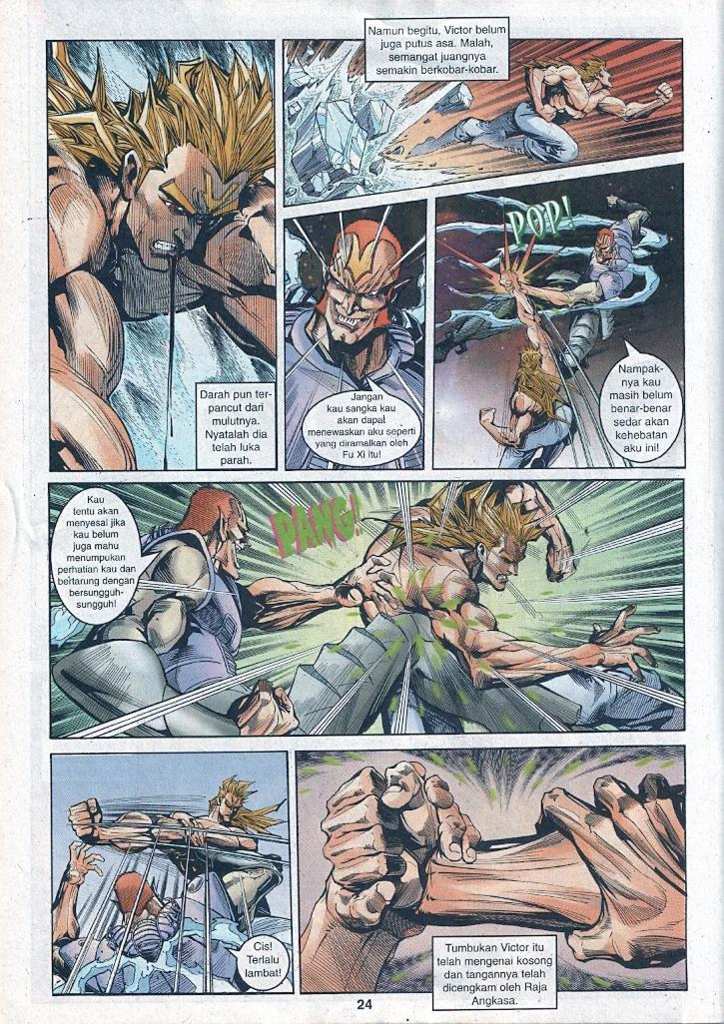 Namun begitu, Victor belum
juga putus asa. Malah,
semangat juangnya
semakin berkobar-kobar.
Darah pun ter-
pancut dari
mulutnya.
Nyatalah dia
telah luka
parah.
Jangan
kau sangka kau
akan dapat
menewaskan aku seperti
yang diramalkan oleh
Fu Xi itu!
POP!
Nampak-
nya kau
masih belum
benar-benar
sedar akan
kehebatan
aku ini!
Kau
tentu akan
menyesal jika
kau belum
juga mahu
menumpukan
perhatian kau dan
bertarung dengan
bersungguh-
sungguh!
PANG!
Cis!
Terlalu
lambat!
Tumbukan Victor itu
telah mengenai kosong
dan tangannya telah
dicengkam oleh Raja
Angkasa.
24